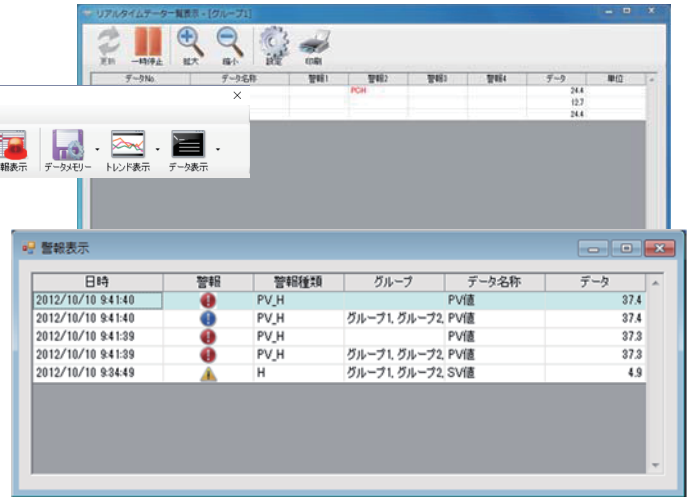 リアルタイムデータ一覧表示 - [グループ1]
更新 一時停止 拡大 縮小 設定 印刷
データNo. データ名称 警報1 警報2 警報3 警報4 データ 単位
24.4
12.7
24.4
報表示 データメモリー トレンド表示 データ表示
警報表示
日時 警報 警報種類 グループ データ名称 データ
2012/10/10 9:41:40 PV_H PV値 37.4
2012/10/10 9:41:40 PV_H グループ1, グループ2, PV値 37.4
2012/10/10 9:41:39 PV_H PV値 37.3
2012/10/10 9:41:39 PV_H グループ1, グループ2, PV値 37.3
2012/10/10 9:34:49 H グループ1, グループ2, SV値 4.9